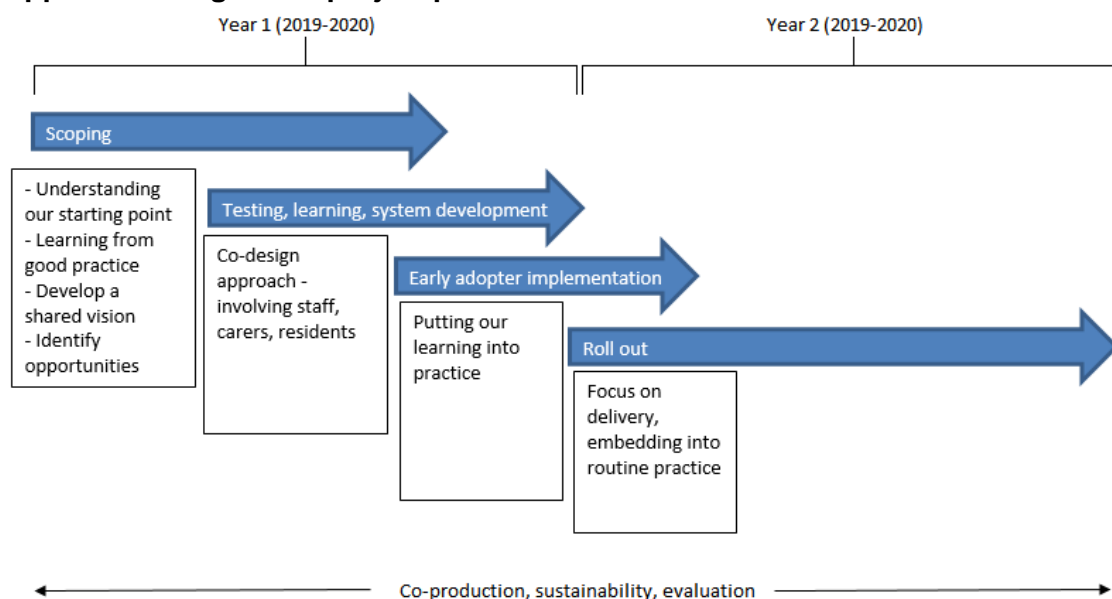 Year 1 (2019-2020)
Year 2 (2019-2020)
Scoping
- Understanding
our starting point
- Learning from
good practice
- Develop a
shared vision
- Identify
opportunities
Testing, learning, system development
Co-design
approach -
involving staff,
carers, residents
Early adopter implementation
Putting our
learning into
practice
Roll out
Focus on
delivery,
embedding into
routine practice
Co-production, sustainability, evaluation